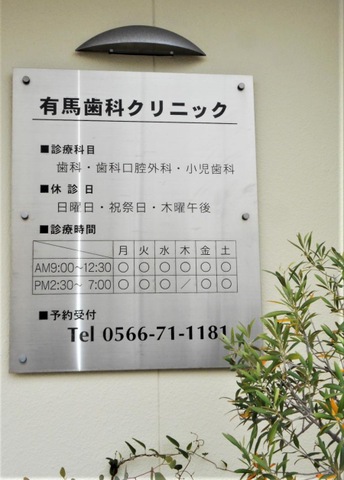 有馬歯科クリニック
■診療科目
歯科・歯科口腔外科・小児歯科
■休診日
日曜日・祝祭日・木曜午後
■診療時間
月 火 水 木 金 土
AM9:00～12:30 ○ ○ ○ ○ ○ ○
PM2:30～ 7:00 ○ ○ ○ ／ ○ ○
■予約受付
Tel 0566-71-1181